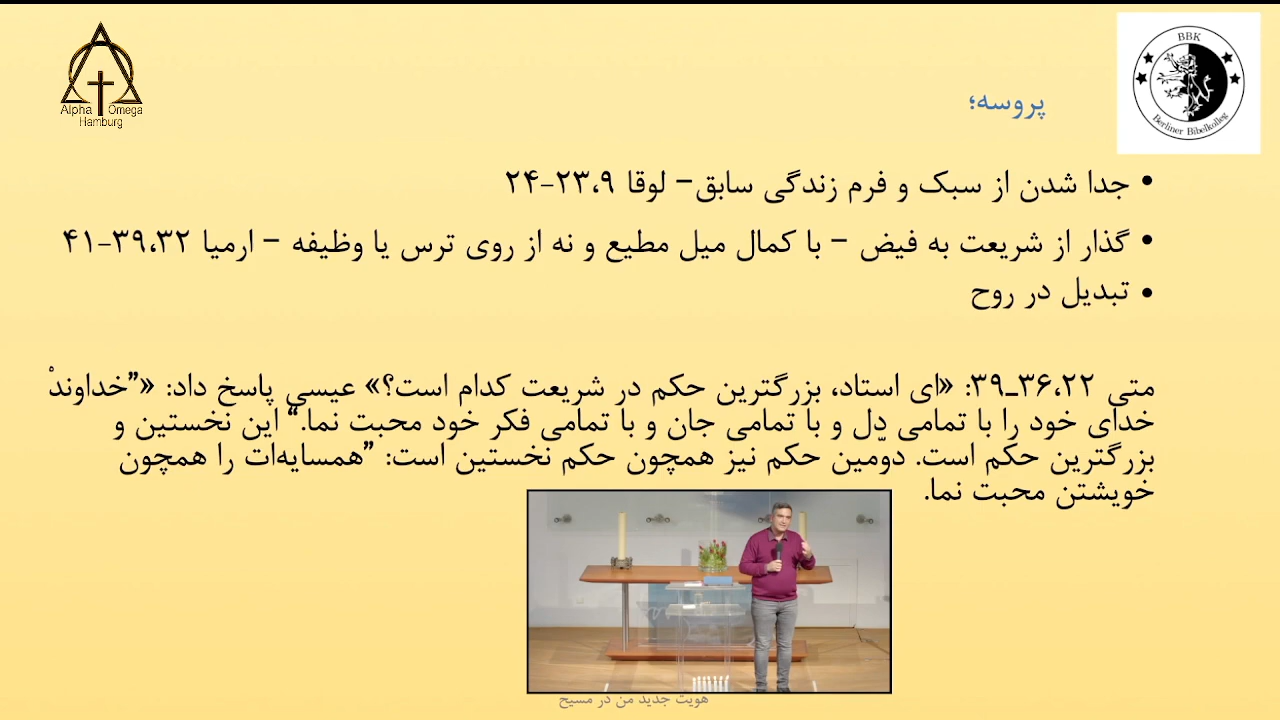 Alpha Omega
Hamburg
BBK
Berliner Bibelkolleg
پروسه؛
• جدا شدن از سبک و فرم زندگی سابق– لوقا ۲۳،۹-۲۴
• گذار از شریعت به فیض – با کمال میل مطیع و نه از روی ترس یا وظیفه – ارمیا ۳۹،۳۲-۴۱
• تبدیل در روح
متی ۳۶،۲۲ـ۳۹: «ای استاد، بزرگترین حکم در شریعت کدام است؟» عیسی پاسخ داد: «”خداوندْ
خدای خود را با تمامی دل و با تمامی جان و با تمامی فکر خود محبت نما.“ این نخستین و
بزرگترین حکم است. دوّمین حکم نیز همچون حکم نخستین است: ”همسایه‌ات را همچون
خویشتن محبت نما.
هویت جدید من در مسیح